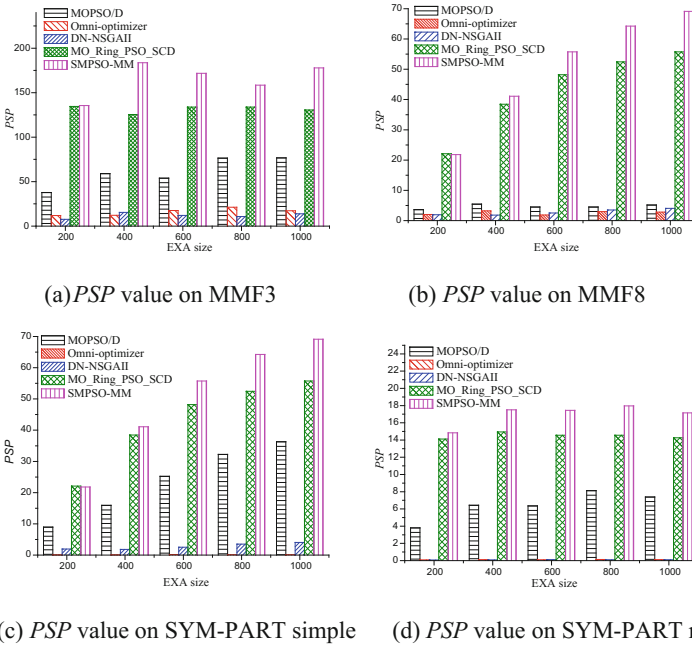 MOPSO/D
Omni-optimizer
DN-NSGAII
MO_Ring_PSO_SCD
SMPSO-MM
200
150
100
50
0
PSP
200 400 600 800 1000
EXA size
(a)PSP value on MMF3
MOPSO/D
Omni-optimizer
DN-NSGAII
MO_Ring_PSO_SCD
SMPSO-MM
70
60
50
40
30
20
10
0
PSP
200 400 600 800 1000
EXA size
(b) PSP value on MMF8
MOPSO/D
Omni-optimizer
DN-NSGAII
MO_Ring_PSO_SCD
SMPSO-MM
70
60
50
40
30
20
10
0
PSP
200 400 600 800 1000
EXA size
(c) PSP value on SYM-PART simple
MOPSO/D
Omni-optimizer
DN-NSGAII
MO_Ring_PSO_SCD
SMPSO-MM
24
22
20
18
16
14
12
10
8
6
4
2
0
PSP
200 400 600 800 1000
EXA size
(d) PSP value on SYM-PART